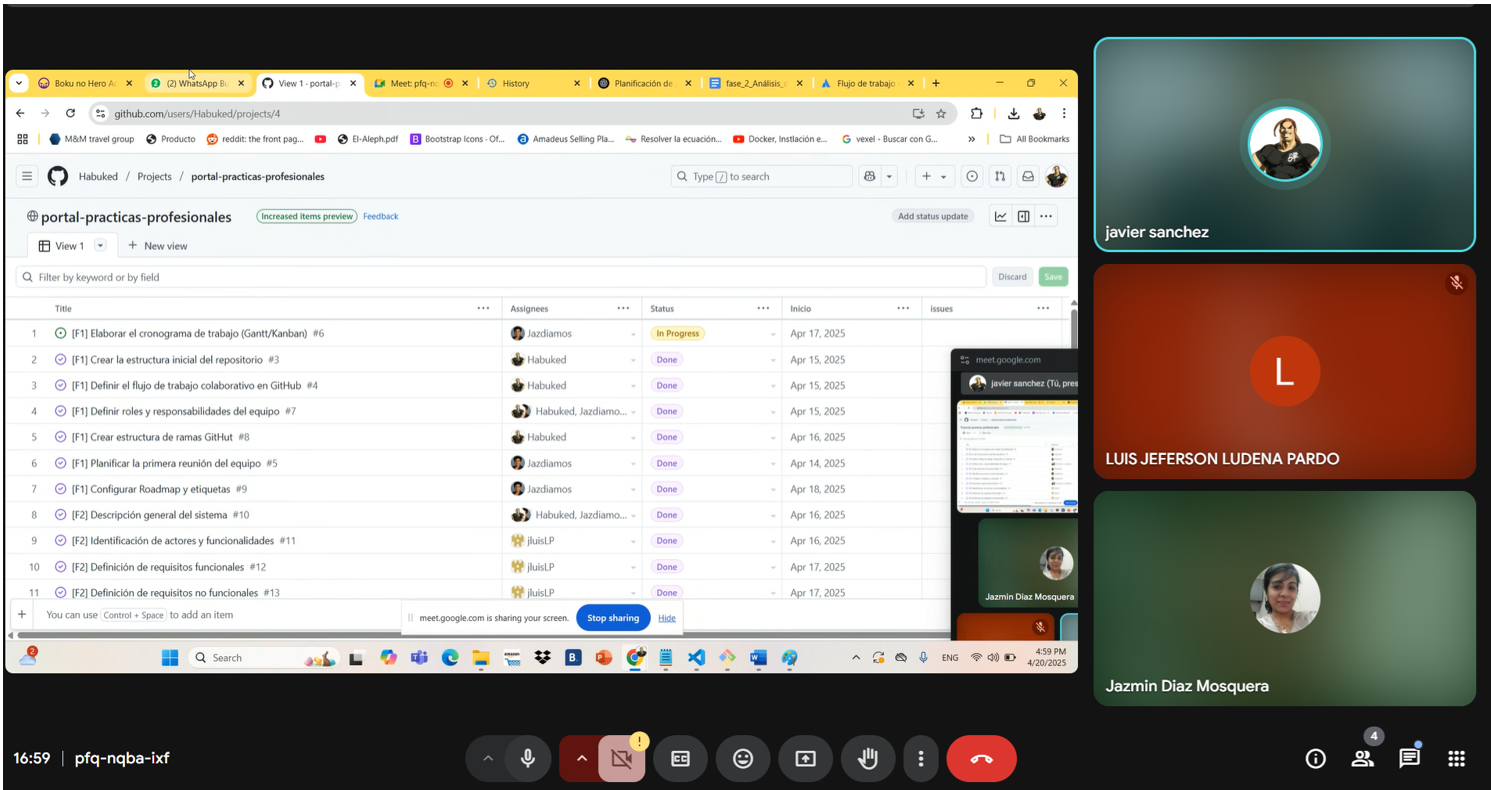 Boku no Hero Ac
(2) WhatsApp Bu
View 1 - portal-p
Meet: pfq-nq
History
Planificación de
fase_2_Análisis_
Flujo de trabajo
github.com/users/Habuked/projects/4
M&M travel group
Producto
reddit: the front pag...
El-Aleph.pdf
Bootstrap Icons - Of...
Amadeus Selling Pla...
Resolver la ecuación...
Docker, Instlación e...
vexel - Buscar con G...
»
All Bookmarks
Habuked / Projects / portal-practicas-profesionales
Type / to search
portal-practicas-profesionales
Increased items preview
Feedback
Add status update
View 1
+ New view
Filter by keyword or by field
Discard
Save
Title Assignees Status Inicio issues
1 [F1] Elaborar el cronograma de trabajo (Gantt/Kanban) #6 Jazdiamos In Progress Apr 17, 2025
2 [F1] Crear la estructura inicial del repositorio #3 Habuked Done Apr 15, 2025
3 [F1] Definir el flujo de trabajo colaborativo en GitHub #4 Habuked Done Apr 15, 2025
4 [F1] Definir roles y responsabilidades del equipo #7 Habuked, Jazdiamo... Done Apr 15, 2025
5 [F1] Crear estructura de ramas GitHut #8 Habuked Done Apr 16, 2025
6 [F1] Planificar la primera reunión del equipo #5 Jazdiamos Done Apr 14, 2025
7 [F1] Configurar Roadmap y etiquetas #9 Jazdiamos Done Apr 18, 2025
8 [F2] Descripción general del sistema #10 Habuked, Jazdiamo... Done Apr 16, 2025
9 [F2] Identificación de actores y funcionalidades #11 jluisLP Done Apr 16, 2025
10 [F2] Definición de requisitos funcionales #12 jluisLP Done Apr 17, 2025
11 [F2] Definición de requisitos no funcionales #13 jluisLP Done Apr 17, 2025
You can use Control + Space to add an item
meet.google.com is sharing your screen.
Stop sharing
Hide
meet.google.com
javier sanchez (Tú, pres
Jazmin Diaz Mosquera
2
Search
ENG
4:59 PM
4/20/2025
javier sanchez
L
LUIS JEFERSON LUDENA PARDO
Jazmin Diaz Mosquera
16:59 | pfq-nqba-ixf
4